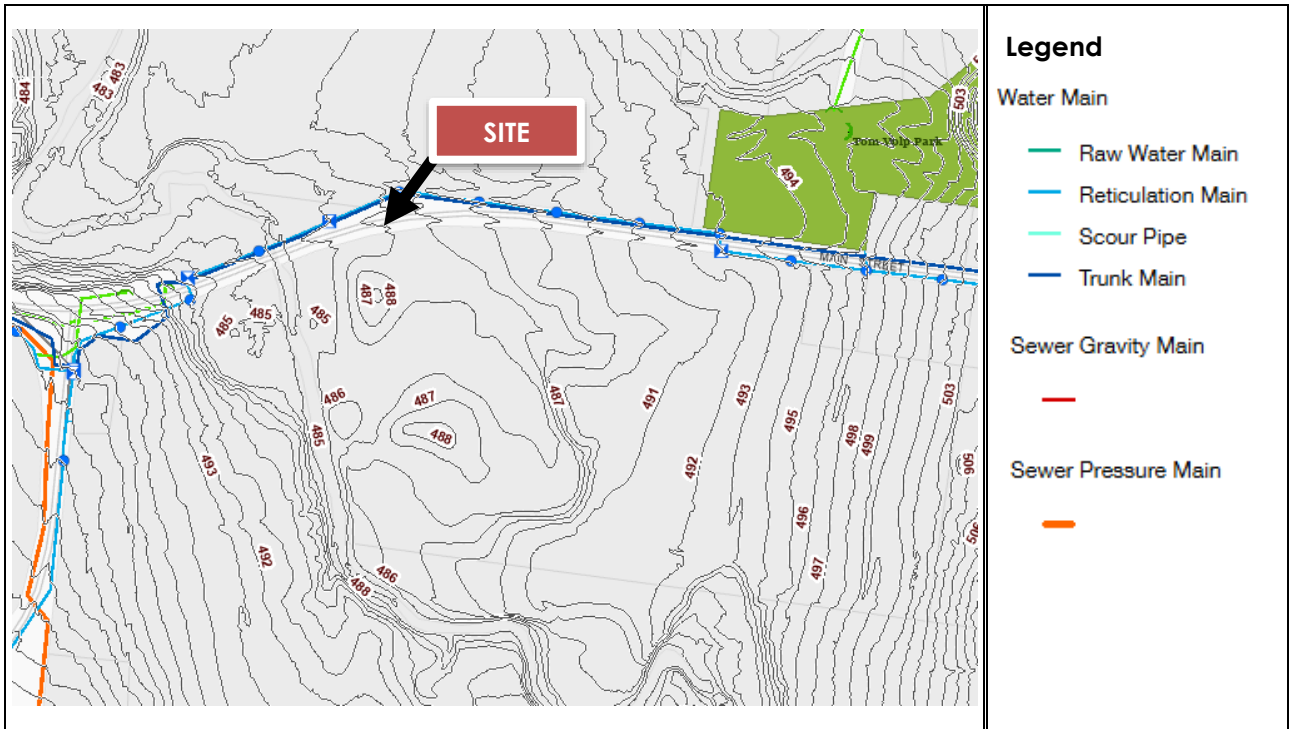 Legend
Water Main
Raw Water Main
Reticulation Main
Scour Pipe
Trunk Main
Sewer Gravity Main
Sewer Pressure Main
SITE
Tom Volp Park
MAIN STREET
484
483
483
503
494
485
485
485
487
488
486
487
488
485
487
491
493
492
495
498
499
503
493
492
496
497
506
486
488